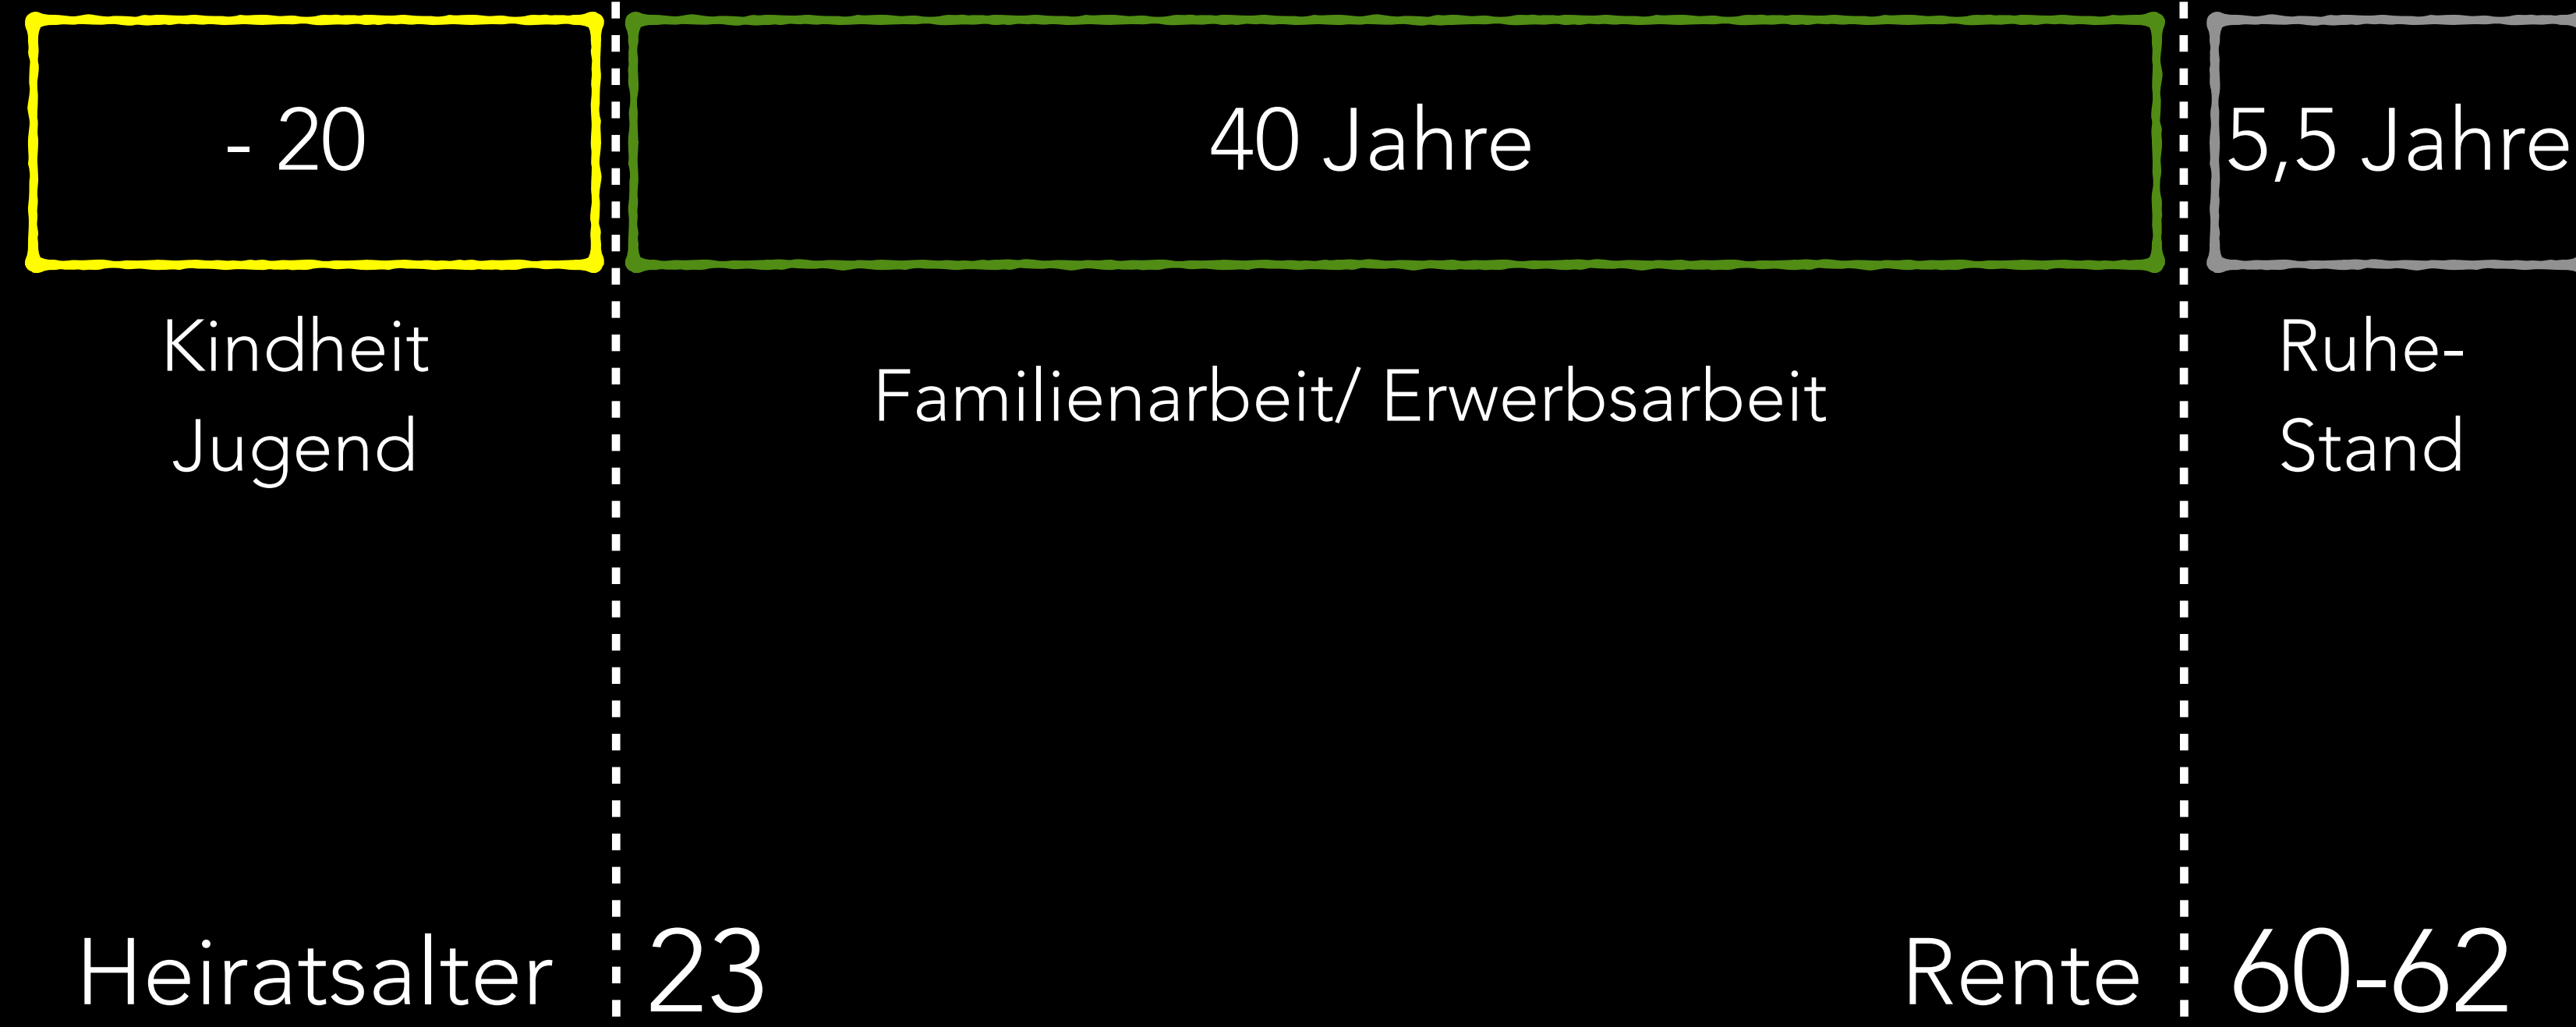 - 20
40 Jahre
5,5 Jahre
Kindheit
Jugend
Familienarbeit/ Erwerbsarbeit
Ruhe-
Stand
Heiratsalter
23
Rente
60-62